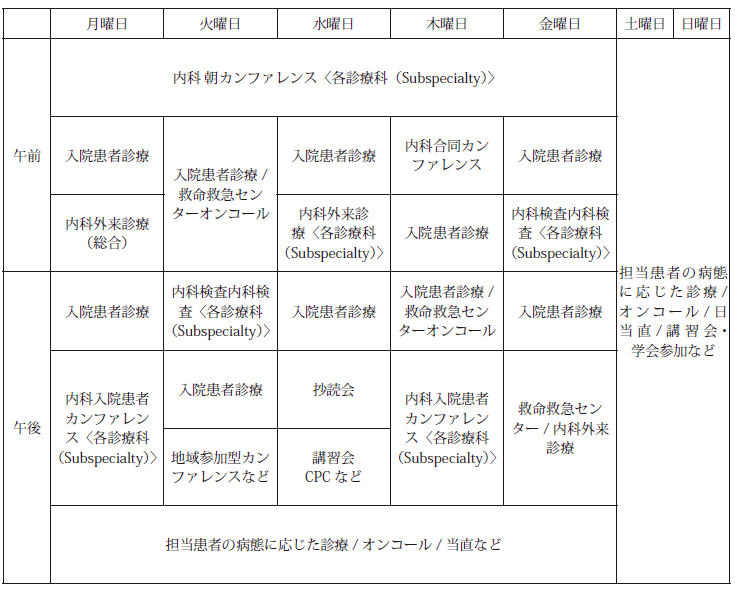 月曜日 火曜日 水曜日 木曜日 金曜日 土曜日 日曜日
午前
内科 朝カンファレンス〈各診療科（Subspecialty）〉
入院患者診療
入院患者診療 /
救命救急セン
ターオンコール
入院患者診療
内科合同カン
ファレンス
入院患者診療
内科外来診療
（総合）
内科外来診
療〈各診療科
（Subspecialty）〉
入院患者診療
内科検査内科検
査〈各診療科
（Subspecialty）〉
午後
入院患者診療
内科検査内科検
査〈各診療科
（Subspecialty）〉
入院患者診療
入院患者診療 /
救命救急セン
ターオンコール
入院患者診療
内科入院患者
カンファレン
ス〈各診療科
（Subspecialty）〉
入院患者診療
抄読会
内科入院患者
カンファレン
ス〈各診療科
（Subspecialty）〉
救命救急セン
ター / 内科外来
診療
地域参加型カン
ファレンスなど
講習会
CPC など
担当患者の病態に応じた診療 / オンコール / 当直など
担当患者の病態
に応じた診療 /
オンコール / 日
当直 / 講習会・
学会参加など